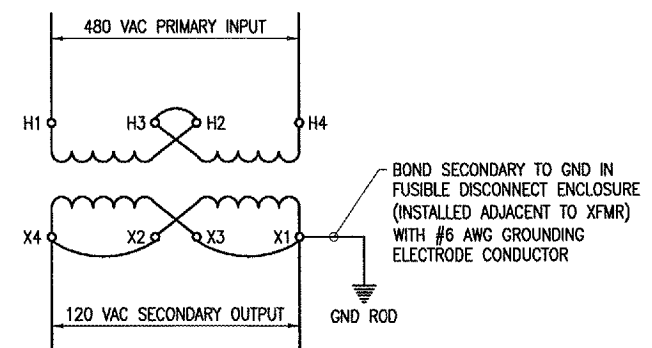 480 VAC PRIMARY INPUT
H1 H3 H2 H4
BOND SECONDARY TO GND IN
FUSIBLE DISCONNECT ENCLOSURE
(INSTALLED ADJACENT TO XFMR)
WITH #6 AWG GROUNDING
ELECTRODE CONDUCTOR
X4 X2 X3 X1
120 VAC SECONDARY OUTPUT
GND ROD